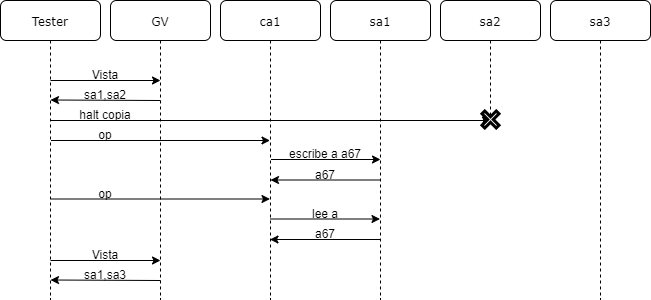 Tester GV ca1 sa1 sa2 sa3
Vista
sa1,sa2
halt copia
op
escribe a a67
a67
op
lee a
a67
Vista
sa1,sa3